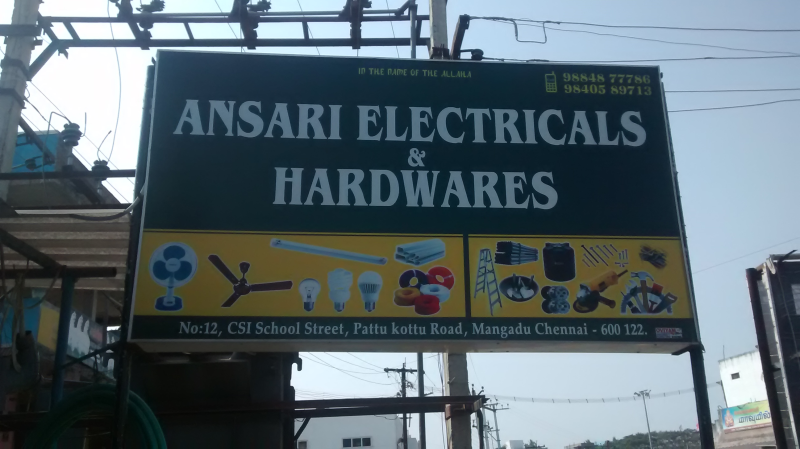 IN THE NAME OF THE ALLAHA
98848 77786
98405 89713
ANSARI ELECTRICALS
&
HARDWARES
No:12, CSI School Street, Pattu kottu Road, Mangadu Chennai - 600 122.